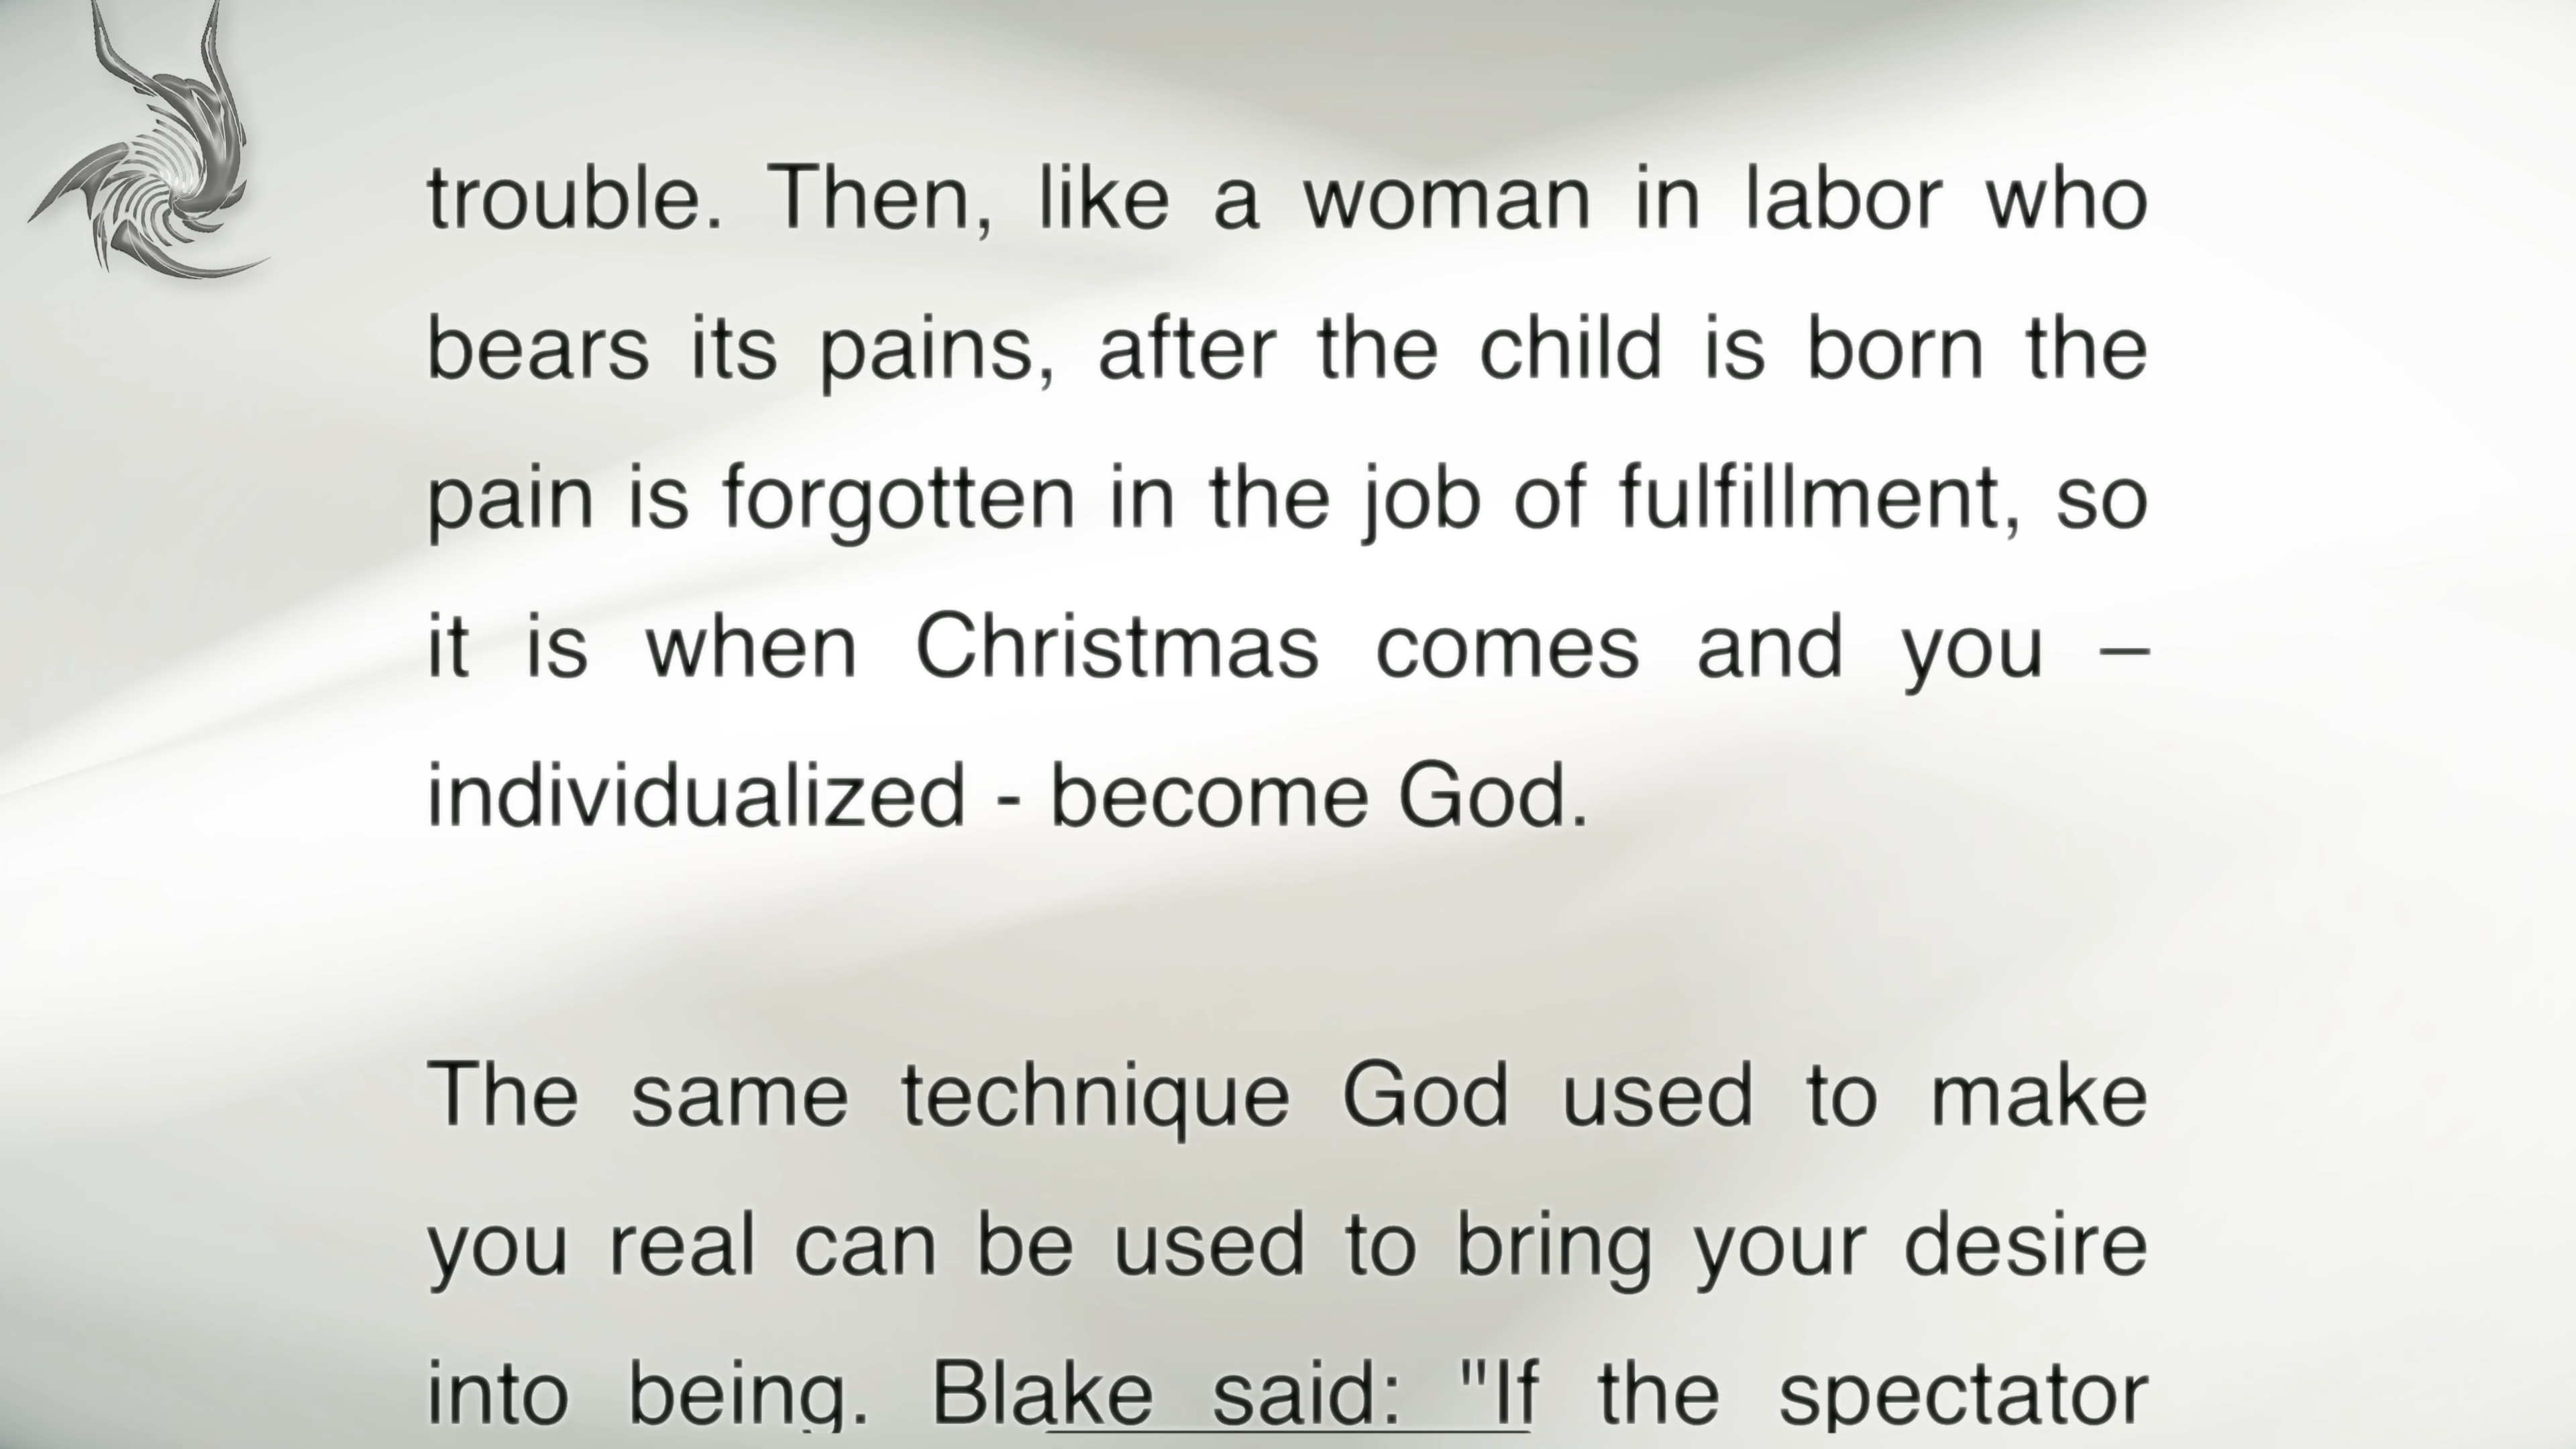 trouble. Then, like a woman in labor who
bears its pains, after the child is born the
pain is forgotten in the job of fulfillment, so
it is when Christmas comes and you –
individualized - become God.
The same technique God used to make
you real can be used to bring your desire
into being. Blake said: "If the spectator